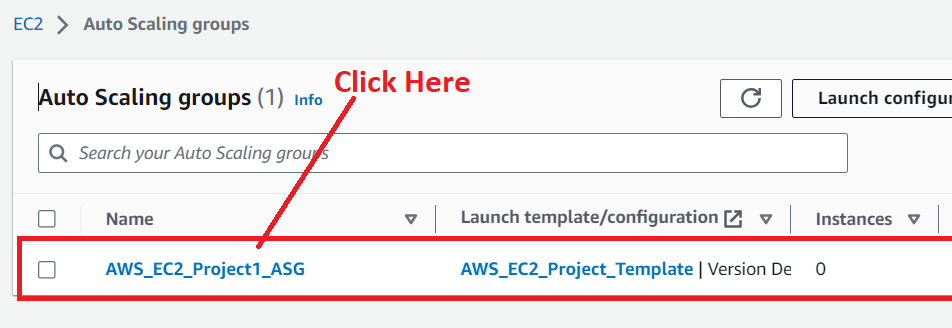 EC2 > Auto Scaling groups
Click Here
Auto Scaling groups (1) Info
Launch configu
Search your Auto Scaling groups
Name Launch template/configuration Instances
AWS_EC2_Project1_ASG AWS_EC2_Project_Template | Version De 0